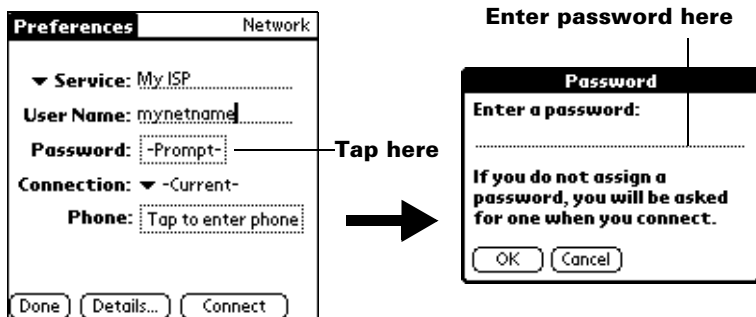 Preferences Network
Service: My ISP
User Name: mynetname
Password: -Prompt-
Connection: -Current-
Phone: Tap to enter phone
Done Details... Connect
Tap here
Enter password here
Password
Enter a password:
If you do not assign a
password, you will be asked
for one when you connect.
OK Cancel